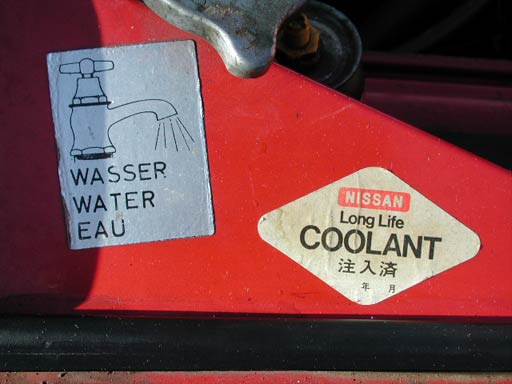 WASSER
WATER
EAU
NISSAN
Long Life
COOLANT
注入済
年 月